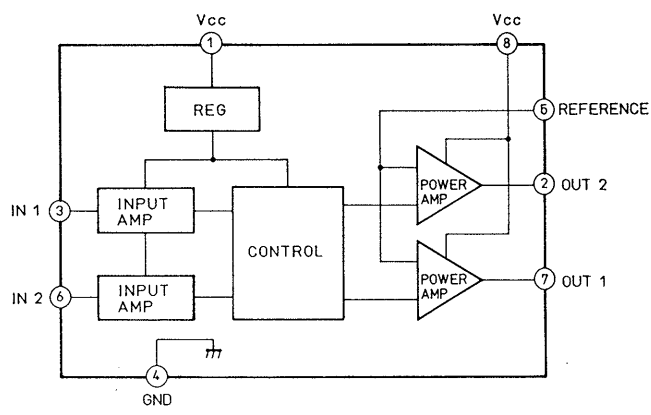 Vcc
Vcc
1
8
REG
5 REFERENCE
POWER
AMP
2 OUT 2
IN 1 3
INPUT
AMP
CONTROL
POWER
AMP
7 OUT 1
IN 2 6
INPUT
AMP
4
GND